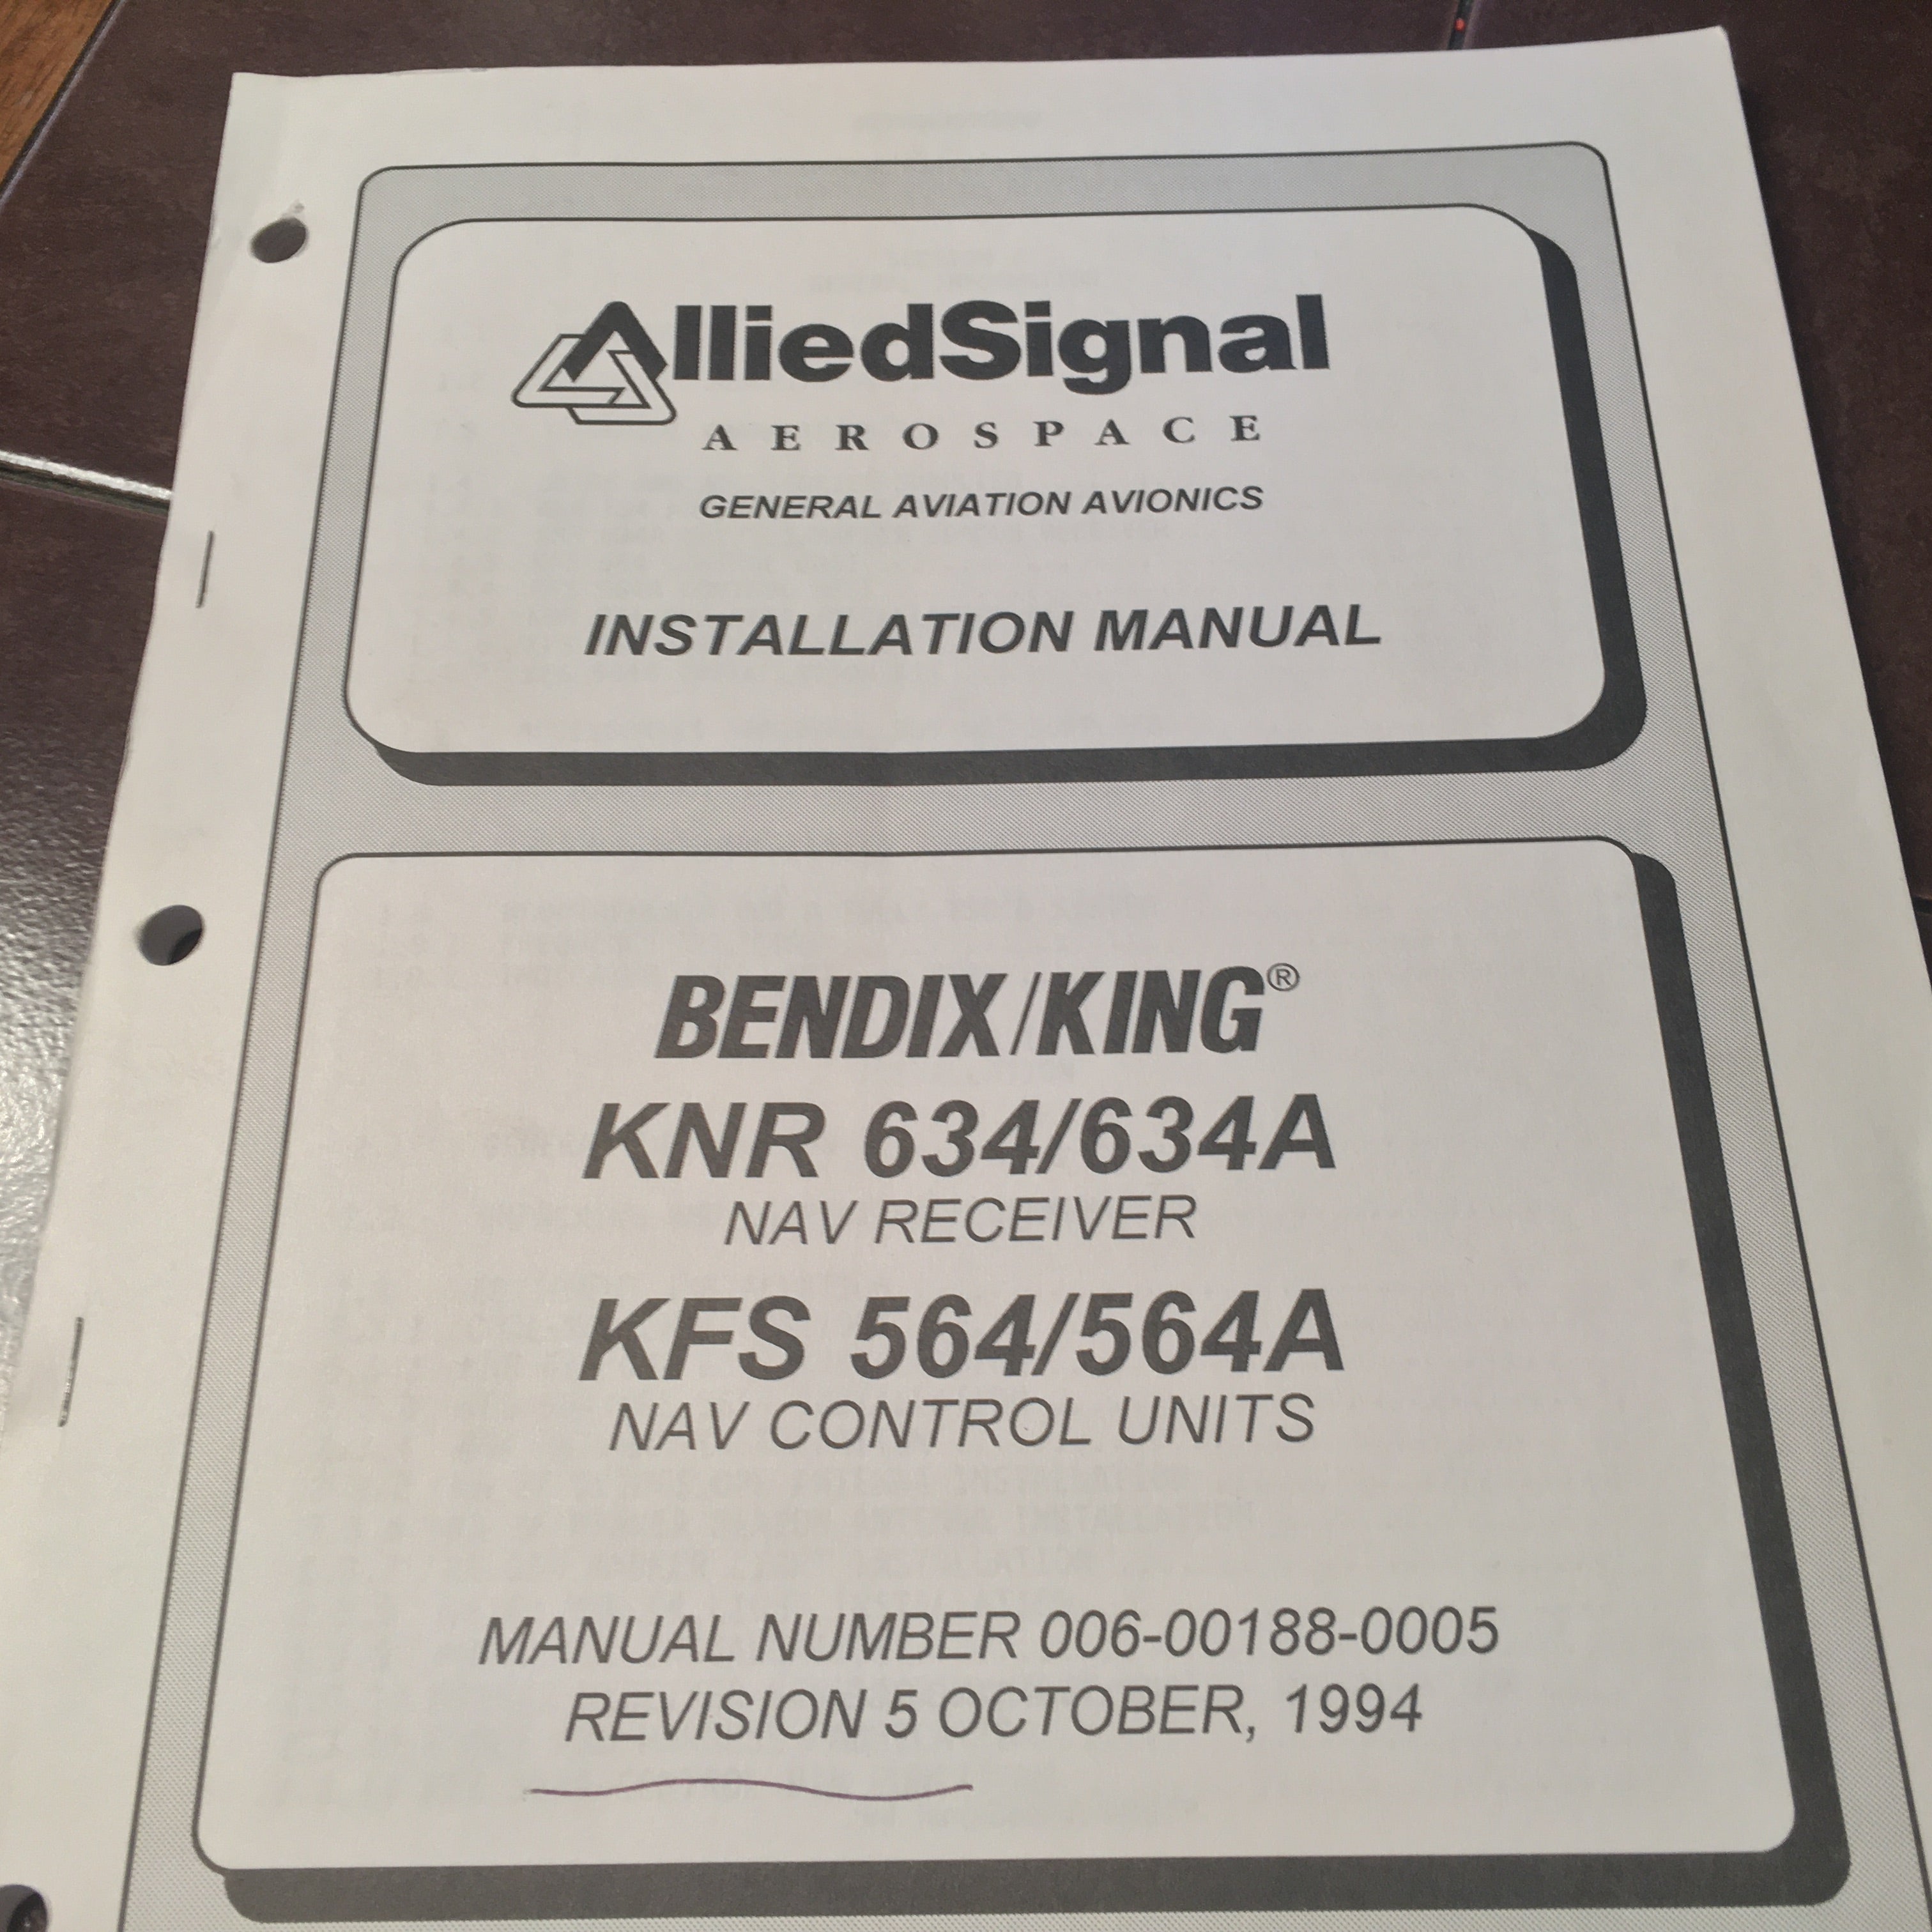 AlliedSignal
AEROSPACE
GENERAL AVIATION AVIONICS
INSTALLATION MANUAL
BENDIX/KING®
KNR 634/634A
NAV RECEIVER
KFS 564/564A
NAV CONTROL UNITS
MANUAL NUMBER 006-00188-0005
REVISION 5 OCTOBER, 1994